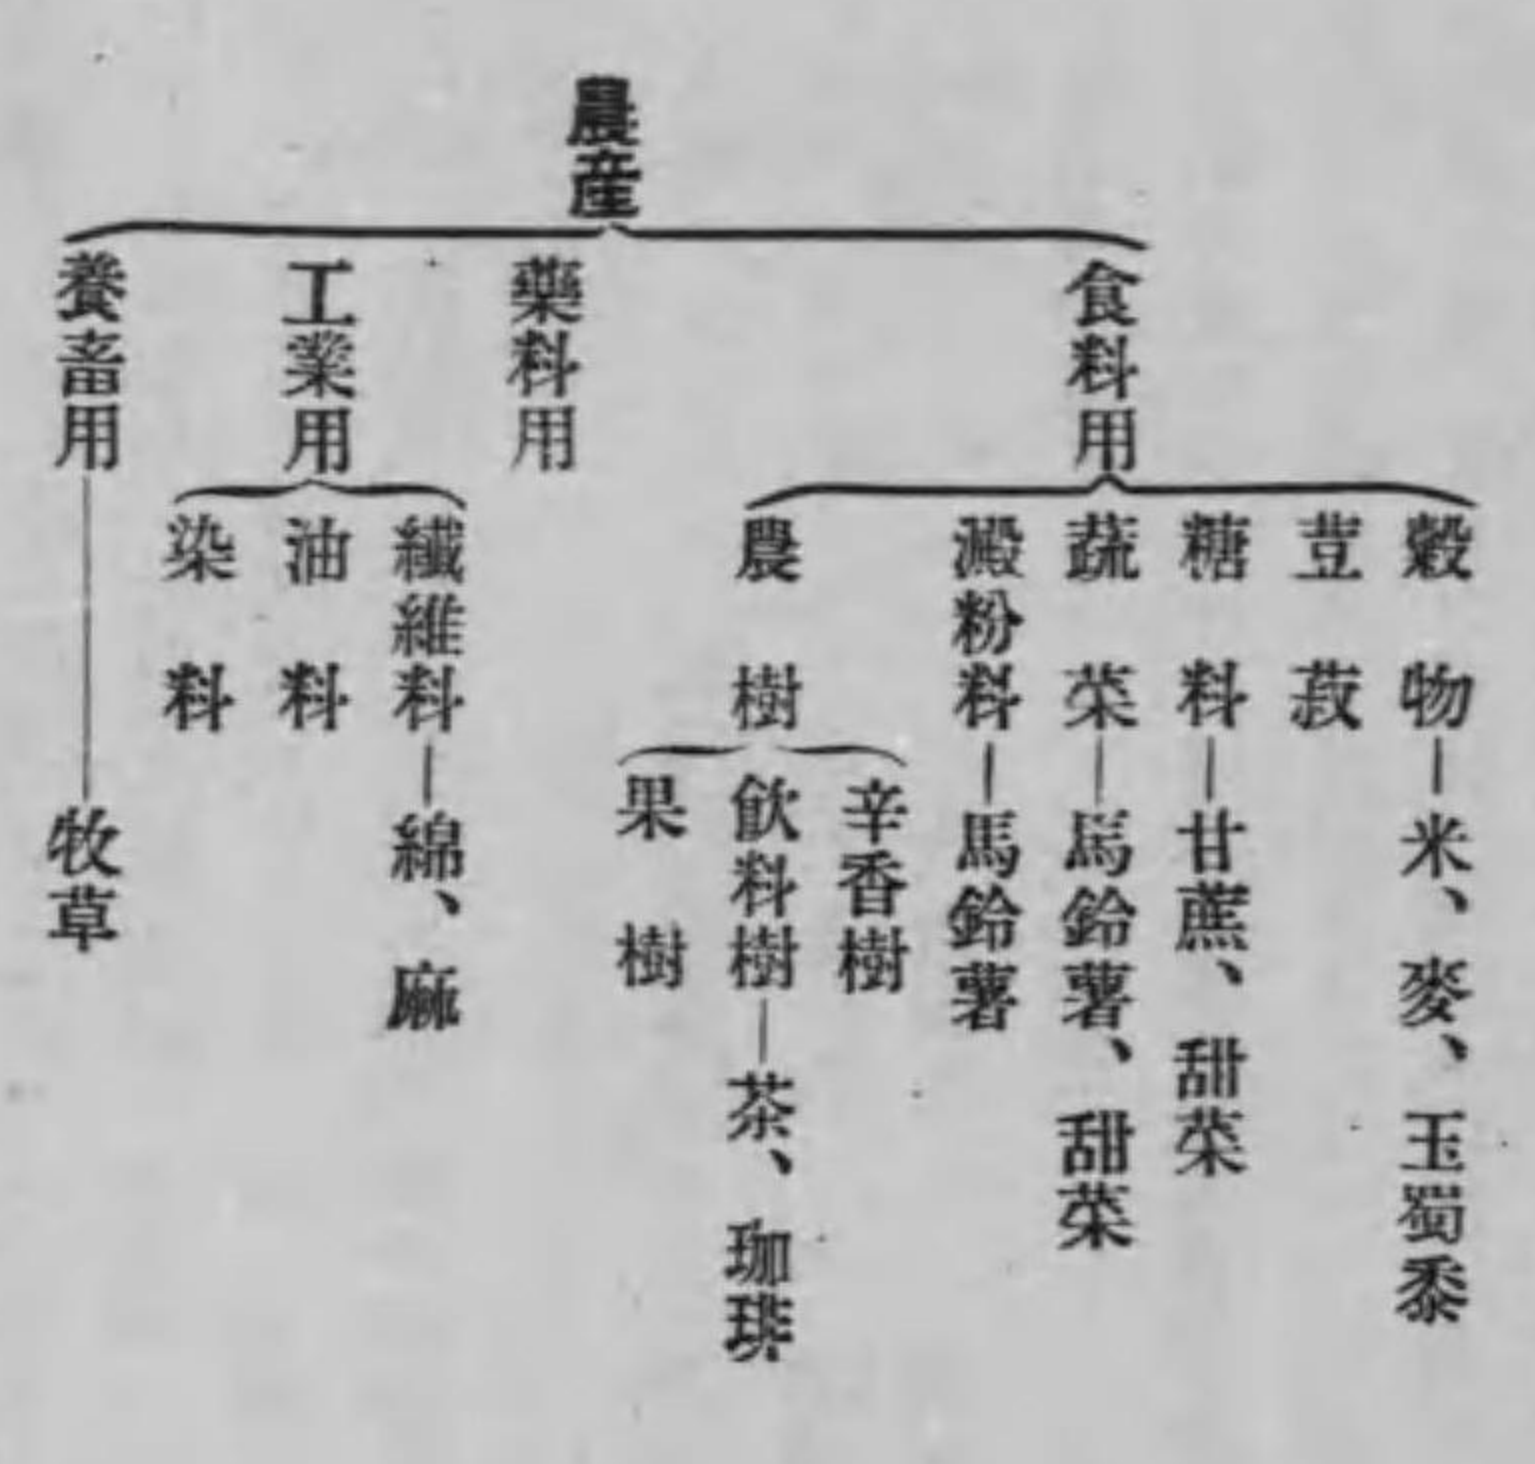 農産
食料用
穀物―米、麥、玉蜀黍
荳菽
糖料―甘蔗、甜菜
蔬菜―馬鈴薯、甜菜
澱粉料―馬鈴薯
農樹
辛香樹
飮料樹―茶、珈琲
果樹
藥料用
工業用
纖維料―綿、麻
油料
染料
養畜用―牧草